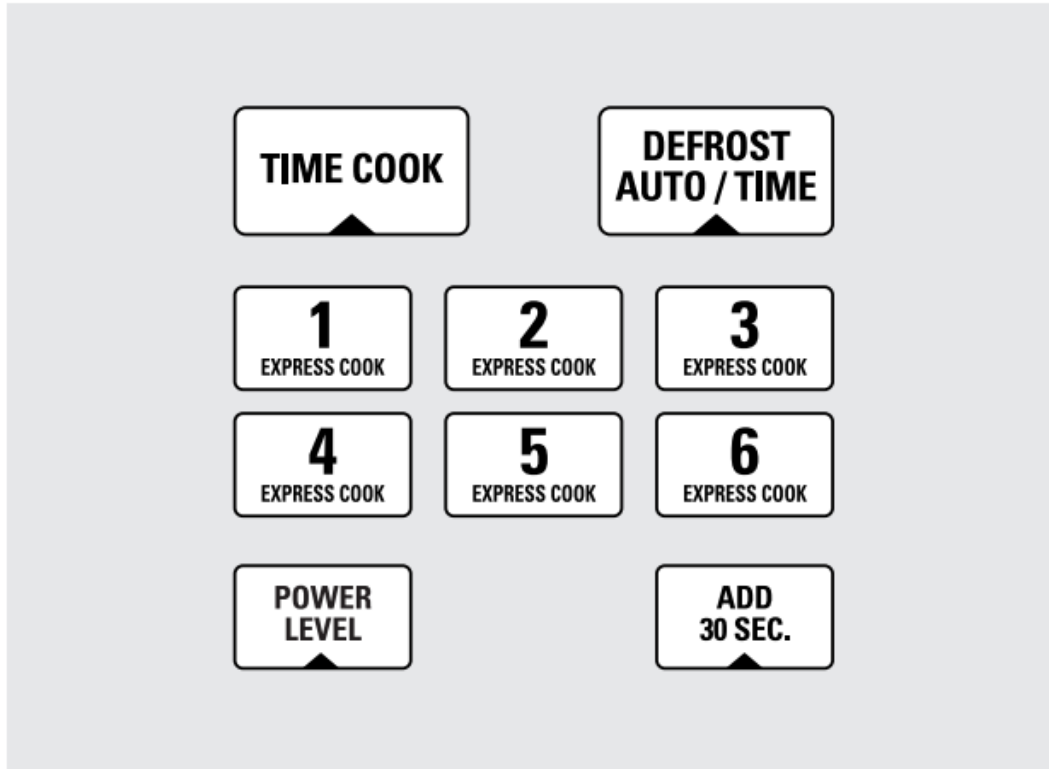 TIME COOK
DEFROST
AUTO / TIME
1
EXPRESS COOK
2
EXPRESS COOK
3
EXPRESS COOK
4
EXPRESS COOK
5
EXPRESS COOK
6
EXPRESS COOK
POWER
LEVEL
ADD
30 SEC.